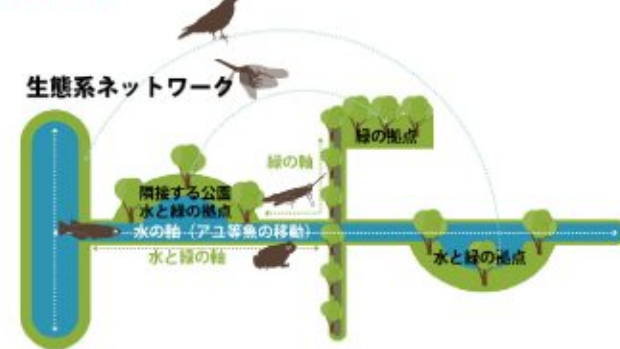 生態系ネットワーク
緑の拠点
緑の軸
隣接する公園
水と緑の拠点
水の軸（アユ等魚の移動）
水と緑の軸
水と緑の拠点